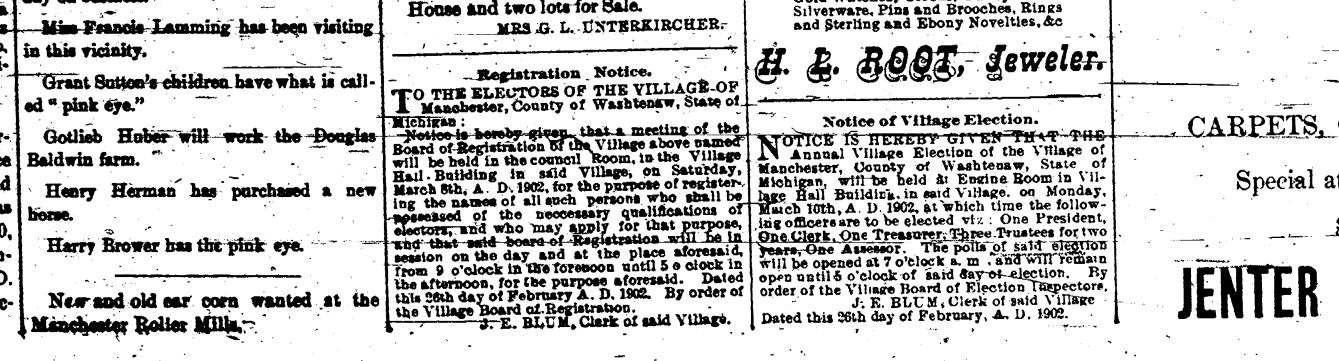 Miss Francis Lamming has been visiting
in this vicinity.
Grant Sutton's children have what is call-
ed "pink eye."
Gotlieb Huber will work the Douglas
Baldwin farm.
Henry Herman has purchased a new
horse.
Harry Brower has the pink eye.
New and old ear corn wanted at the
Manchester Roller Mills.
House and two lots for Sale.
MRS. G. L. UNTERKIRCHER.
Registration Notice.
TO THE ELECTORS OF THE VILLAGE OF
Manchester, County of Washtenaw, State of
Michigan:
Notice is hereby given, that a meeting of the
Board of Registration of the Village above named
will be held in the council Room, in the Village
Hall Building in said Village, on Saturday,
March 8th, A. D. 1902, for the purpose of register-
ing the names of all such persons who shall be
possessed of the neccessary qualifications of
electors, and who may apply for that purpose,
and that said board of Registration will be in
session on the day and at the place aforesaid,
from 9 o'clock in the forenoon until 5 o clock in
the afternoon, for the purpose aforesaid. Dated
this 26th day of February A. D. 1902. By order of
the Village Board of Registration.
J. E. BLUM, Clerk of said Village.
Silverware, Pins and Brooches, Rings
and Sterling and Ebony Novelties, &c
H. L. ROOT, Jeweler.
Notice of Village Election.
NOTICE IS HEREBY GIVEN THAT THE
Annual Village Election of the Village of
Manchester, County of Washtenaw, State of
Michigan, will be held at Engine Room in Vil-
lage Hall Building, in said Village, on Monday,
March 10th, A. D. 1902, at which time the follow-
ing officers are to be elected viz: One President,
One Clerk, One Treasurer, Three Trustees for two
years, One Assessor. The polls of said election
will be opened at 7 o'clock a. m. and will remain
open until 5 o'clock of said day of election. By
order of the Village Board of Election Inspectors.
J. E. BLUM, Clerk of said Village
Dated this 26th day of February, A. D. 1902.
CARPETS,
Special
JENTER